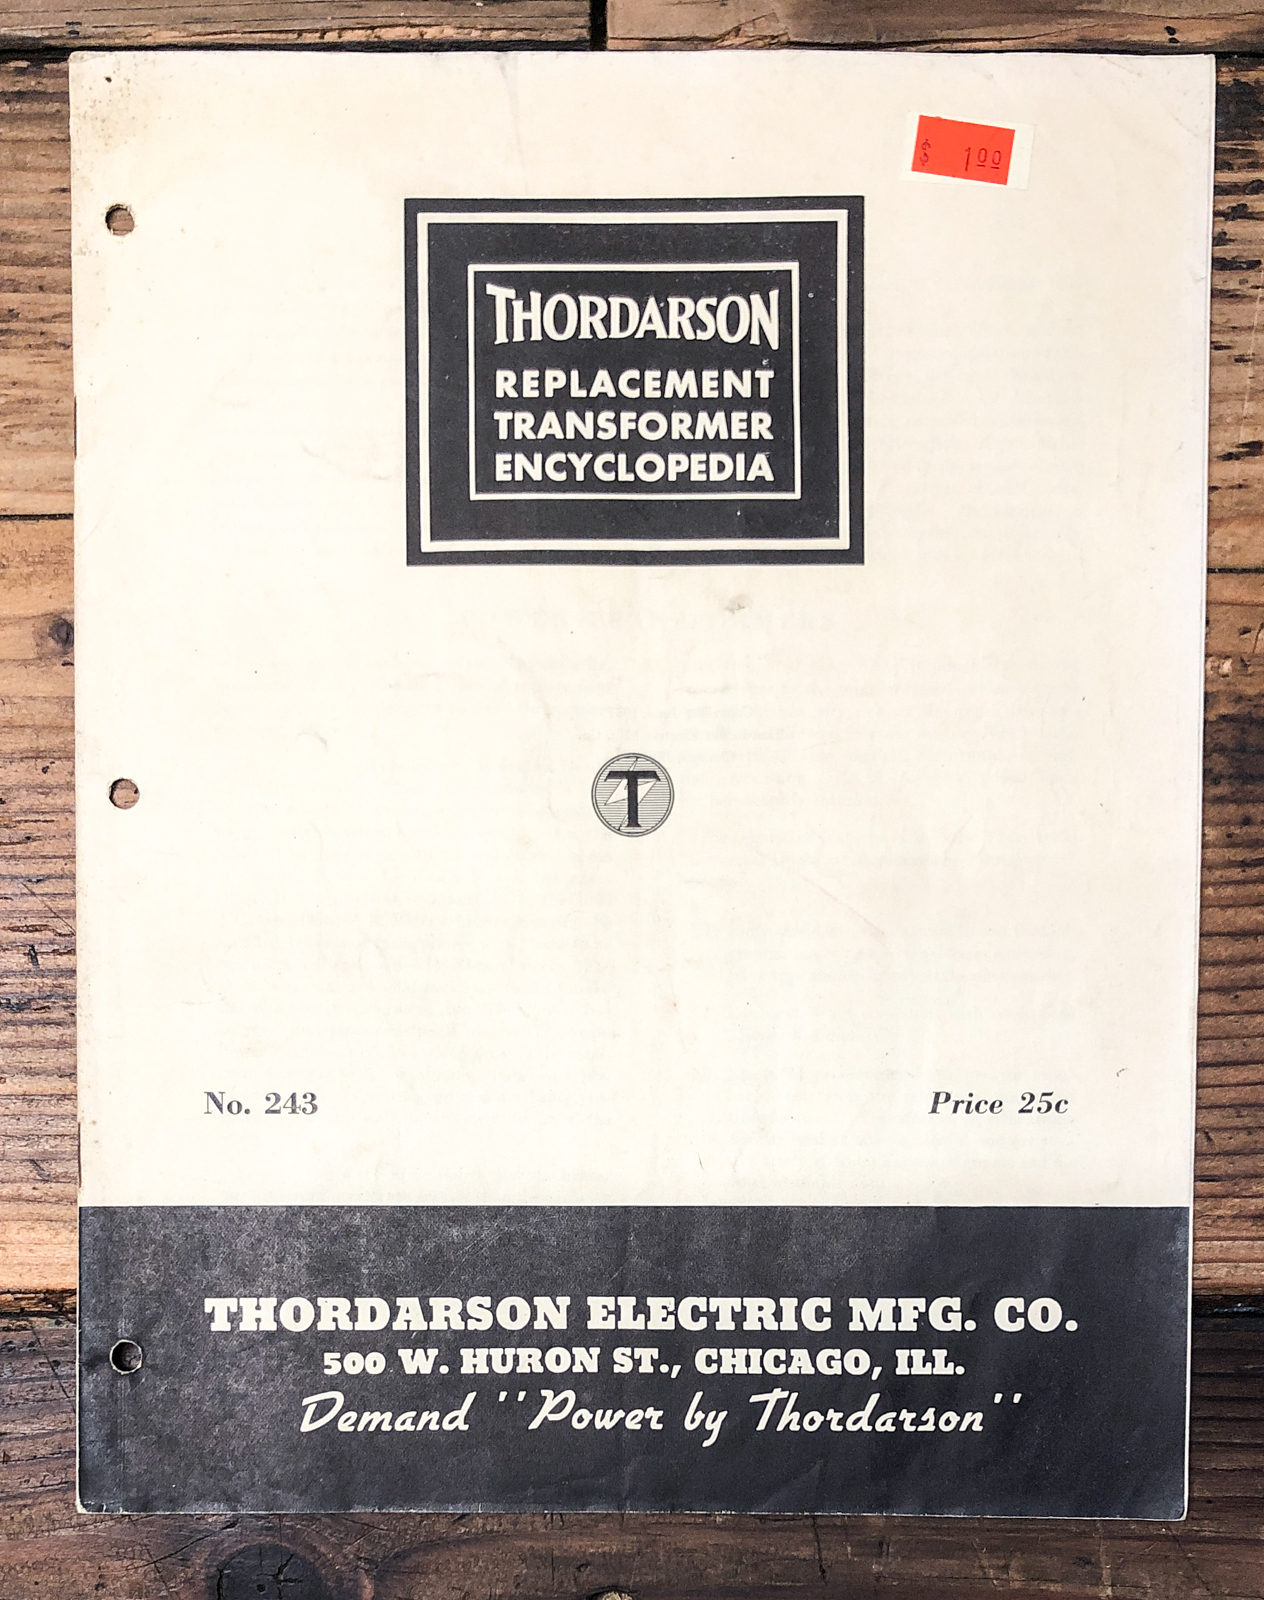 $ 1.00
THORDARSON
REPLACEMENT
TRANSFORMER
ENCYCLOPEDIA
T
No. 243
Price 25c
THORDARSON ELECTRIC MFG. CO.
500 W. HURON ST., CHICAGO, ILL.
Demand "Power by Thordarson"